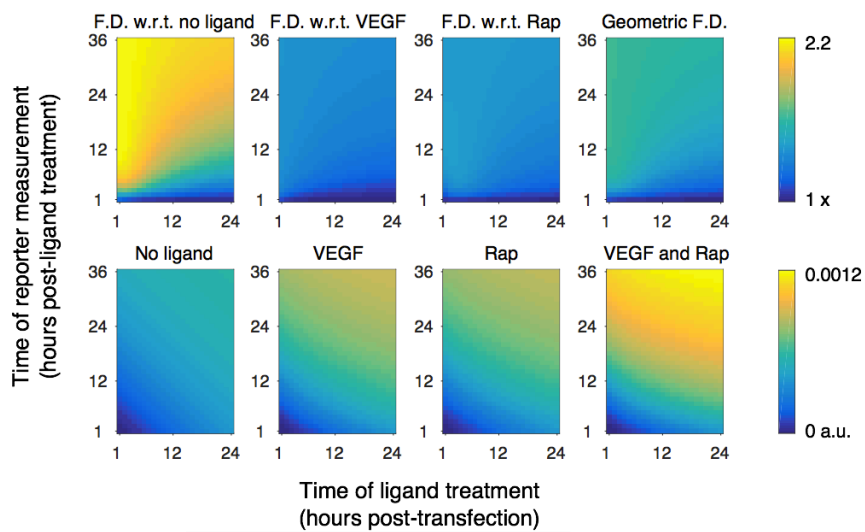 F.D. w.r.t. no ligand F.D. w.r.t. VEGF F.D. w.r.t. Rap Geometric F.D.
36 36 36 36 2.2
24 24 24 24
12 12 12 12
1 1 1 1 1 x
1 12 24 1 12 24 1 12 24 1 12 24
No ligand VEGF Rap VEGF and Rap
36 36 36 36 0.0012
24 24 24 24
12 12 12 12
1 1 1 1 0 a.u.
1 12 24 1 12 24 1 12 24 1 12 24
Time of reporter measurement
(hours post-ligand treatment)
Time of ligand treatment
(hours post-transfection)